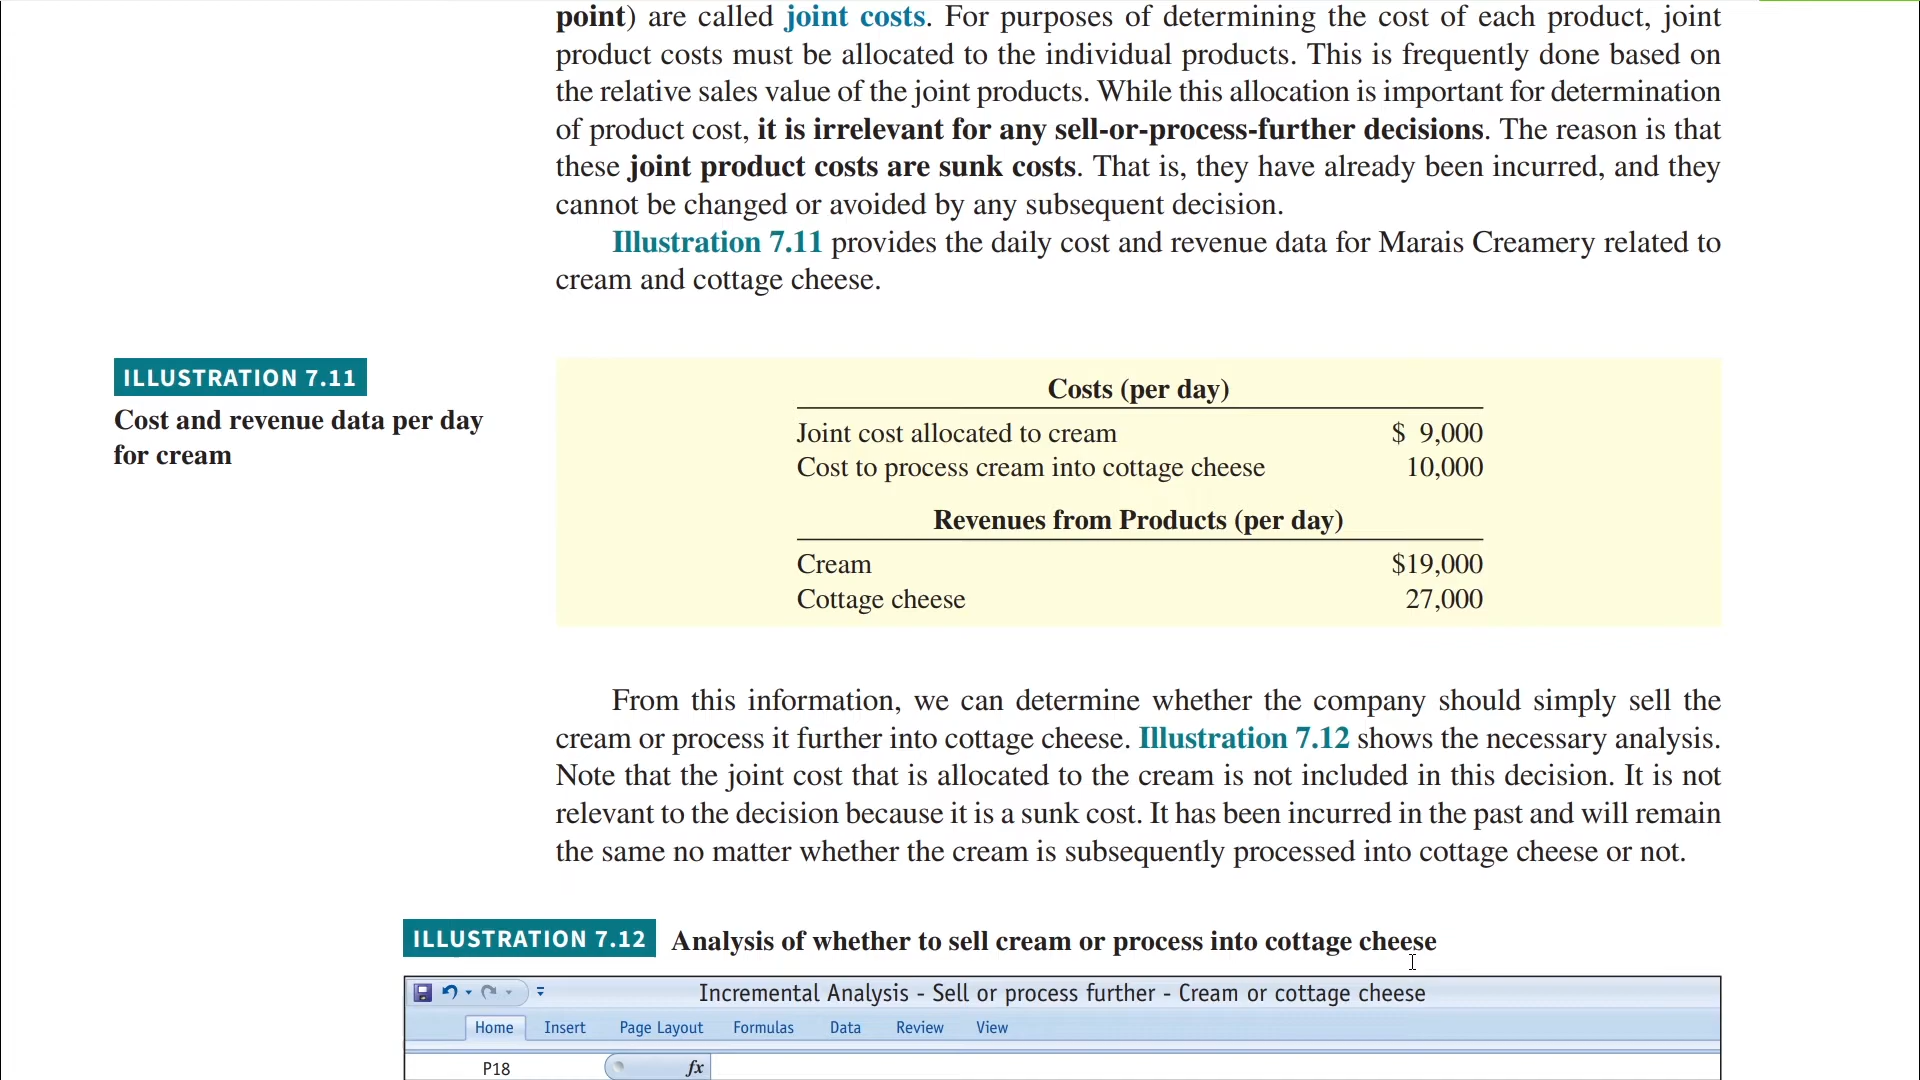 point) are called joint costs. For purposes of determining the cost of each product, joint
product costs must be allocated to the individual products. This is frequently done based on
the relative sales value of the joint products. While this allocation is important for determination
of product cost, it is irrelevant for any sell-or-process-further decisions. The reason is that
these joint product costs are sunk costs. That is, they have already been incurred, and they
cannot be changed or avoided by any subsequent decision.
Illustration 7.11 provides the daily cost and revenue data for Marais Creamery related to
cream and cottage cheese.
ILLUSTRATION 7.11
Cost and revenue data per day
for cream
Costs (per day)
Joint cost allocated to cream $ 9,000
Cost to process cream into cottage cheese 10,000
Revenues from Products (per day)
Cream $19,000
Cottage cheese 27,000
From this information, we can determine whether the company should simply sell the
cream or process it further into cottage cheese. Illustration 7.12 shows the necessary analysis.
Note that the joint cost that is allocated to the cream is not included in this decision. It is not
relevant to the decision because it is a sunk cost. It has been incurred in the past and will remain
the same no matter whether the cream is subsequently processed into cottage cheese or not.
ILLUSTRATION 7.12 Analysis of whether to sell cream or process into cottage cheese
Incremental Analysis - Sell or process further - Cream or cottage cheese
Home Insert Page Layout Formulas Data Review View
P18 fx